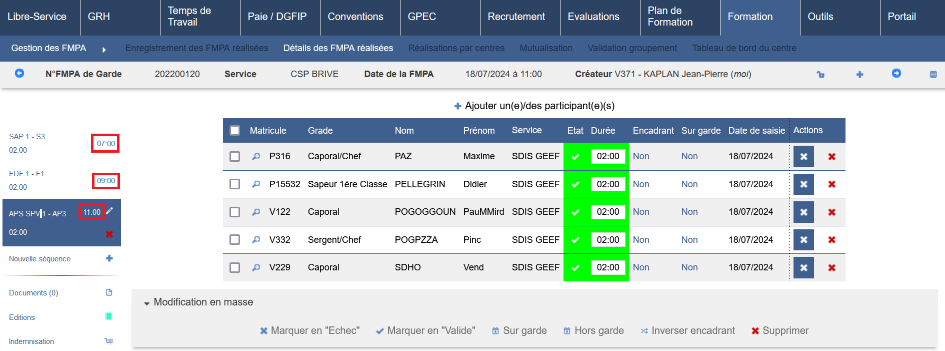 Libre-Service GRH Temps de Travail Paie / DGFIP Conventions GPEC Recrutement Evaluations Plan de Formation Formation Outils Portail
Gestion des FMPA Enregistrement des FMPA réalisées Détails des FMPA réalisées Réalisations par centres Mutualisation Validation groupement Tableau de bord du centre
N°FMPA de Garde 202200120 Service CSP BRIVE Date de la FMPA 18/07/2024 à 11:00 Créateur V371 - KAPLAN Jean-Pierre (moi)
Ajouter un(e)/des participant(e)(s)
SAP 1 - S3 07:00
02.00
FDF 1 - F1 09:00
APS SPV 1 - AP3 11.00
02.00
Nouvelle séquence
Documents (0)
Editions
Indemnisation
Matricule Grade Nom Prénom Service Etat Durée Encadrant Sur garde Date de saisie Actions
P316 Caporal/Chef PAZ Maxime SDIS GEEF 02:00 Non Non 18/07/2024
P15532 Sapeur 1ère Classe PELLEGRIN Didier SDIS GEEF 02:00 Non Non 18/07/2024
V122 Caporal POGOGGOUN PauMMird SDIS GEEF 02:00 Non Non 18/07/2024
V332 Sergent/Chef POGPZZA Pinc SDIS GEEF 02:00 Non Non 18/07/2024
V229 Caporal SDHO Vend SDIS GEEF 02:00 Non Non 18/07/2024
Modification en masse
Marquer en "Echec" Marquer en "Valide" Sur garde Hors garde Inverser encadrant Supprimer